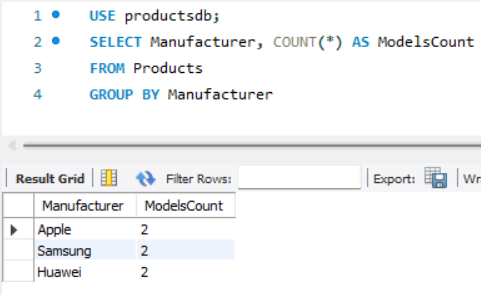 1 USE productsdb;
2 SELECT Manufacturer, COUNT(*) AS ModelsCount
3 FROM Products
4 GROUP BY Manufacturer
Result Grid Filter Rows: Export: Wr
Manufacturer ModelsCount
Apple 2
Samsung 2
Huawei 2